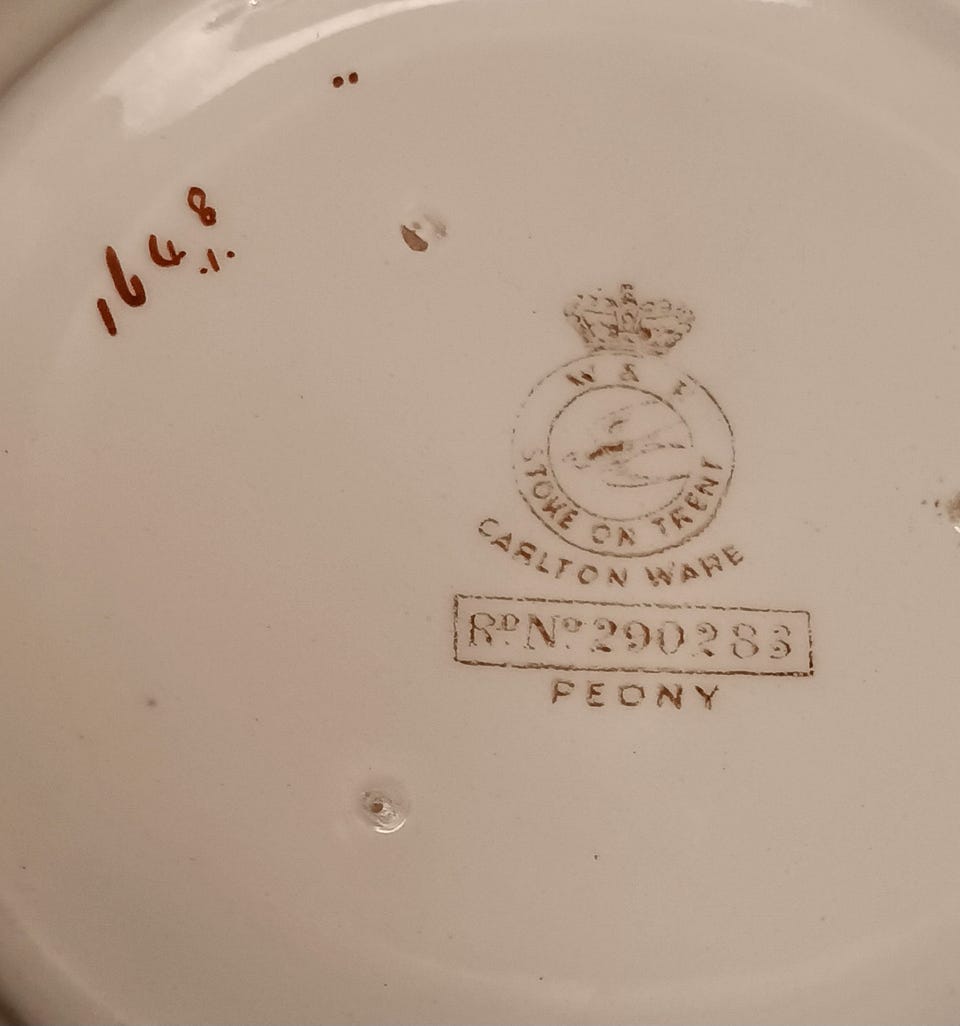 1648
W & R
STOKE ON TRENT
CARLTON WARE
RD. No. 290283
PEONY